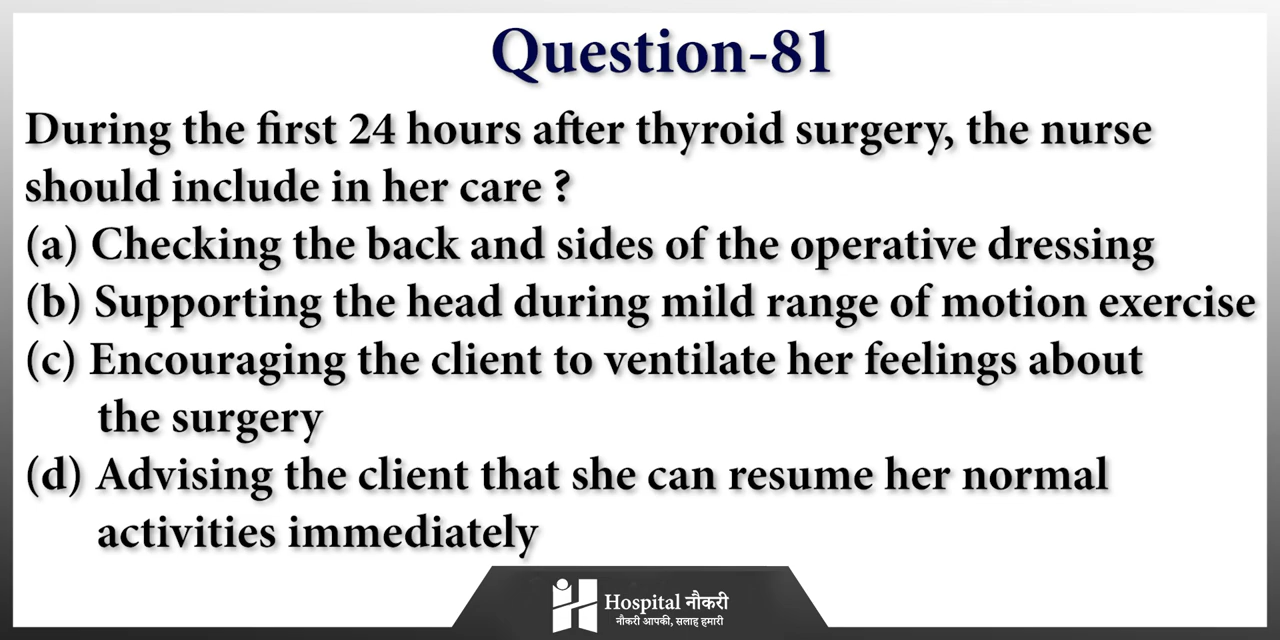 Question-81
During the first 24 hours after thyroid surgery, the nurse
should include in her care ?
(a) Checking the back and sides of the operative dressing
(b) Supporting the head during mild range of motion exercise
(c) Encouraging the client to ventilate her feelings about
the surgery
(d) Advising the client that she can resume her normal
activities immediately
Hospital नौकरी
नौकरी आपकी, सलाह हमारी